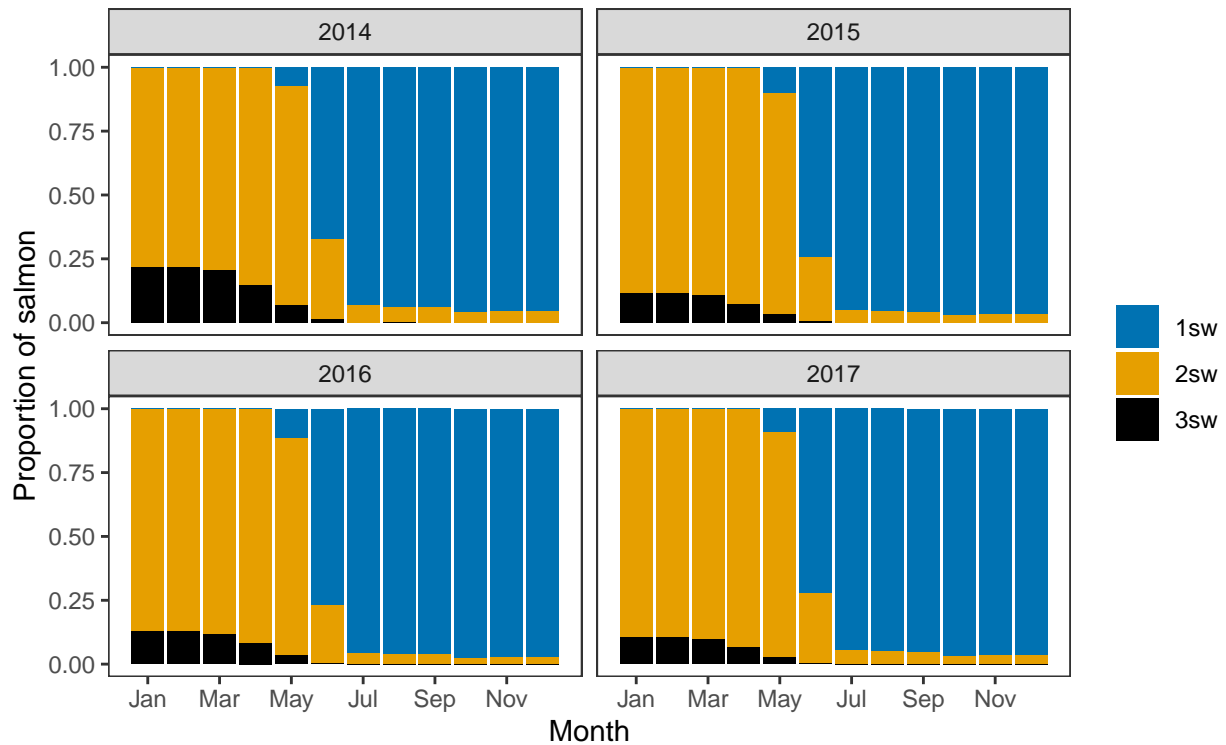 2014
2015
1.00
0.75
0.50
0.25
0.00
2016
2017
1.00
0.75
0.50
0.25
0.00
Jan Mar May Jul Sep Nov
Jan Mar May Jul Sep Nov
Month
Proportion of salmon
1sw
2sw
3sw